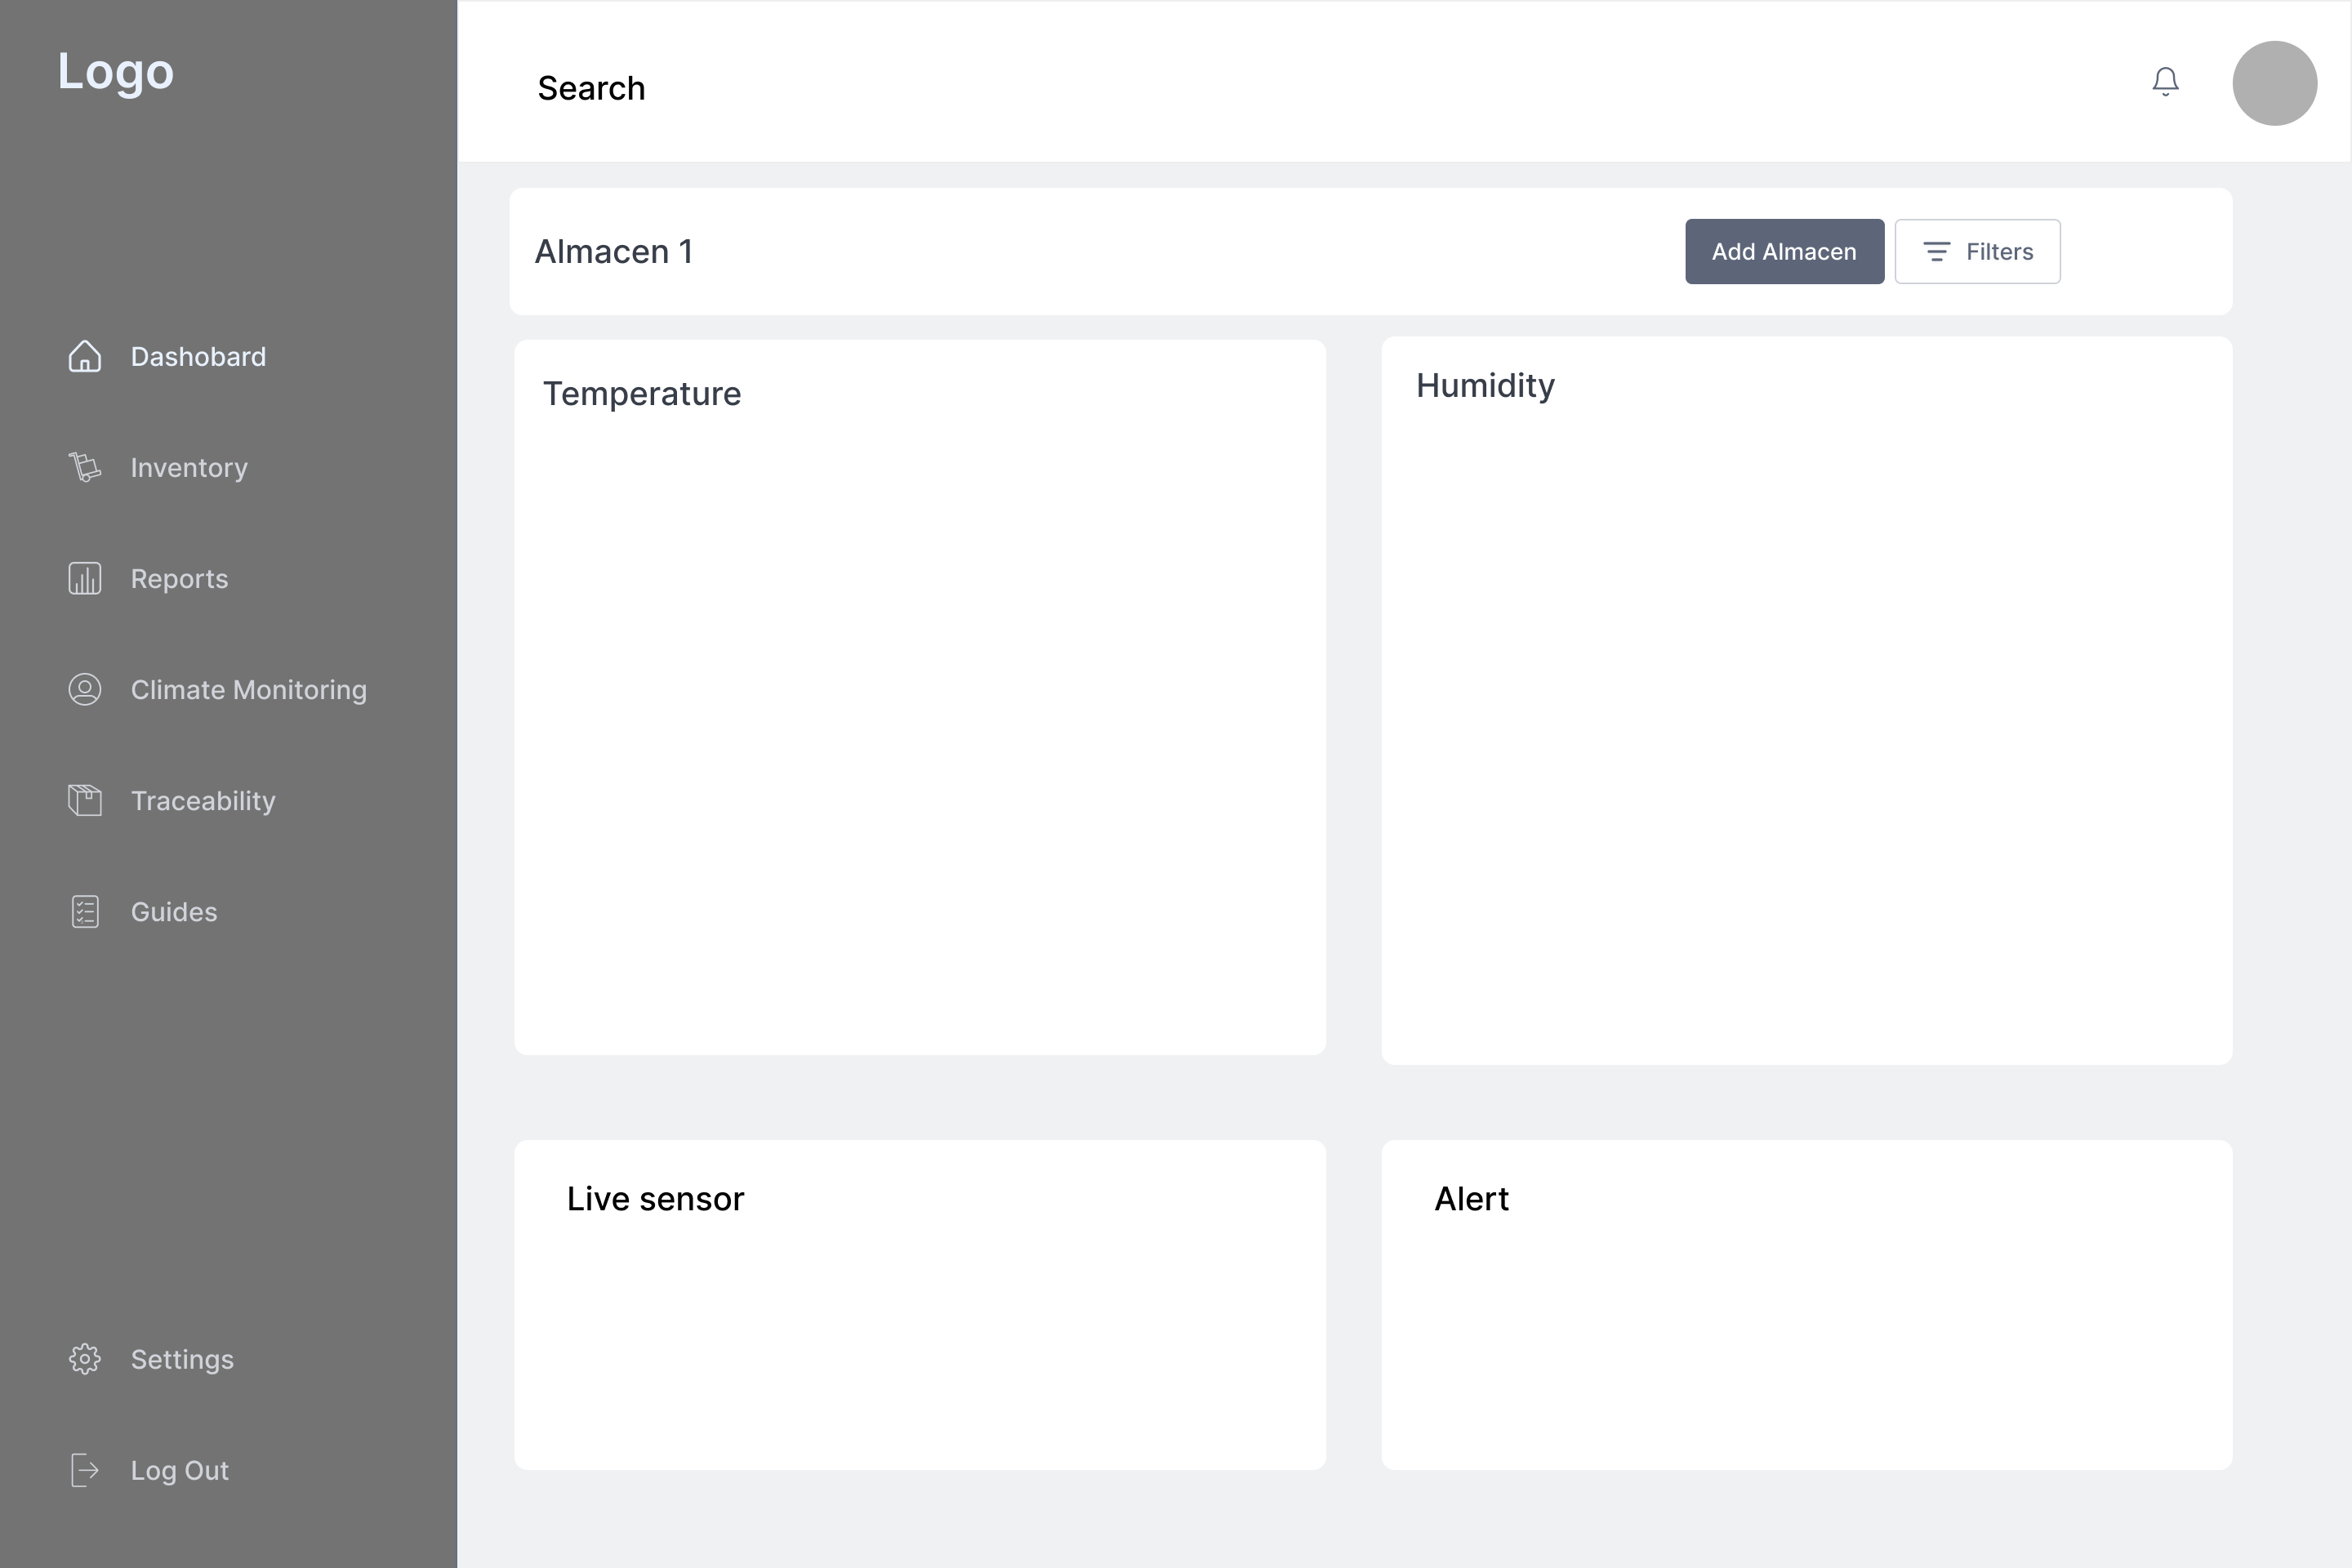 Logo
Search
Almacen 1
Add Almacen
Filters
Dashobard
Inventory
Reports
Climate Monitoring
Traceability
Guides
Settings
Log Out
Temperature
Humidity
Live sensor
Alert